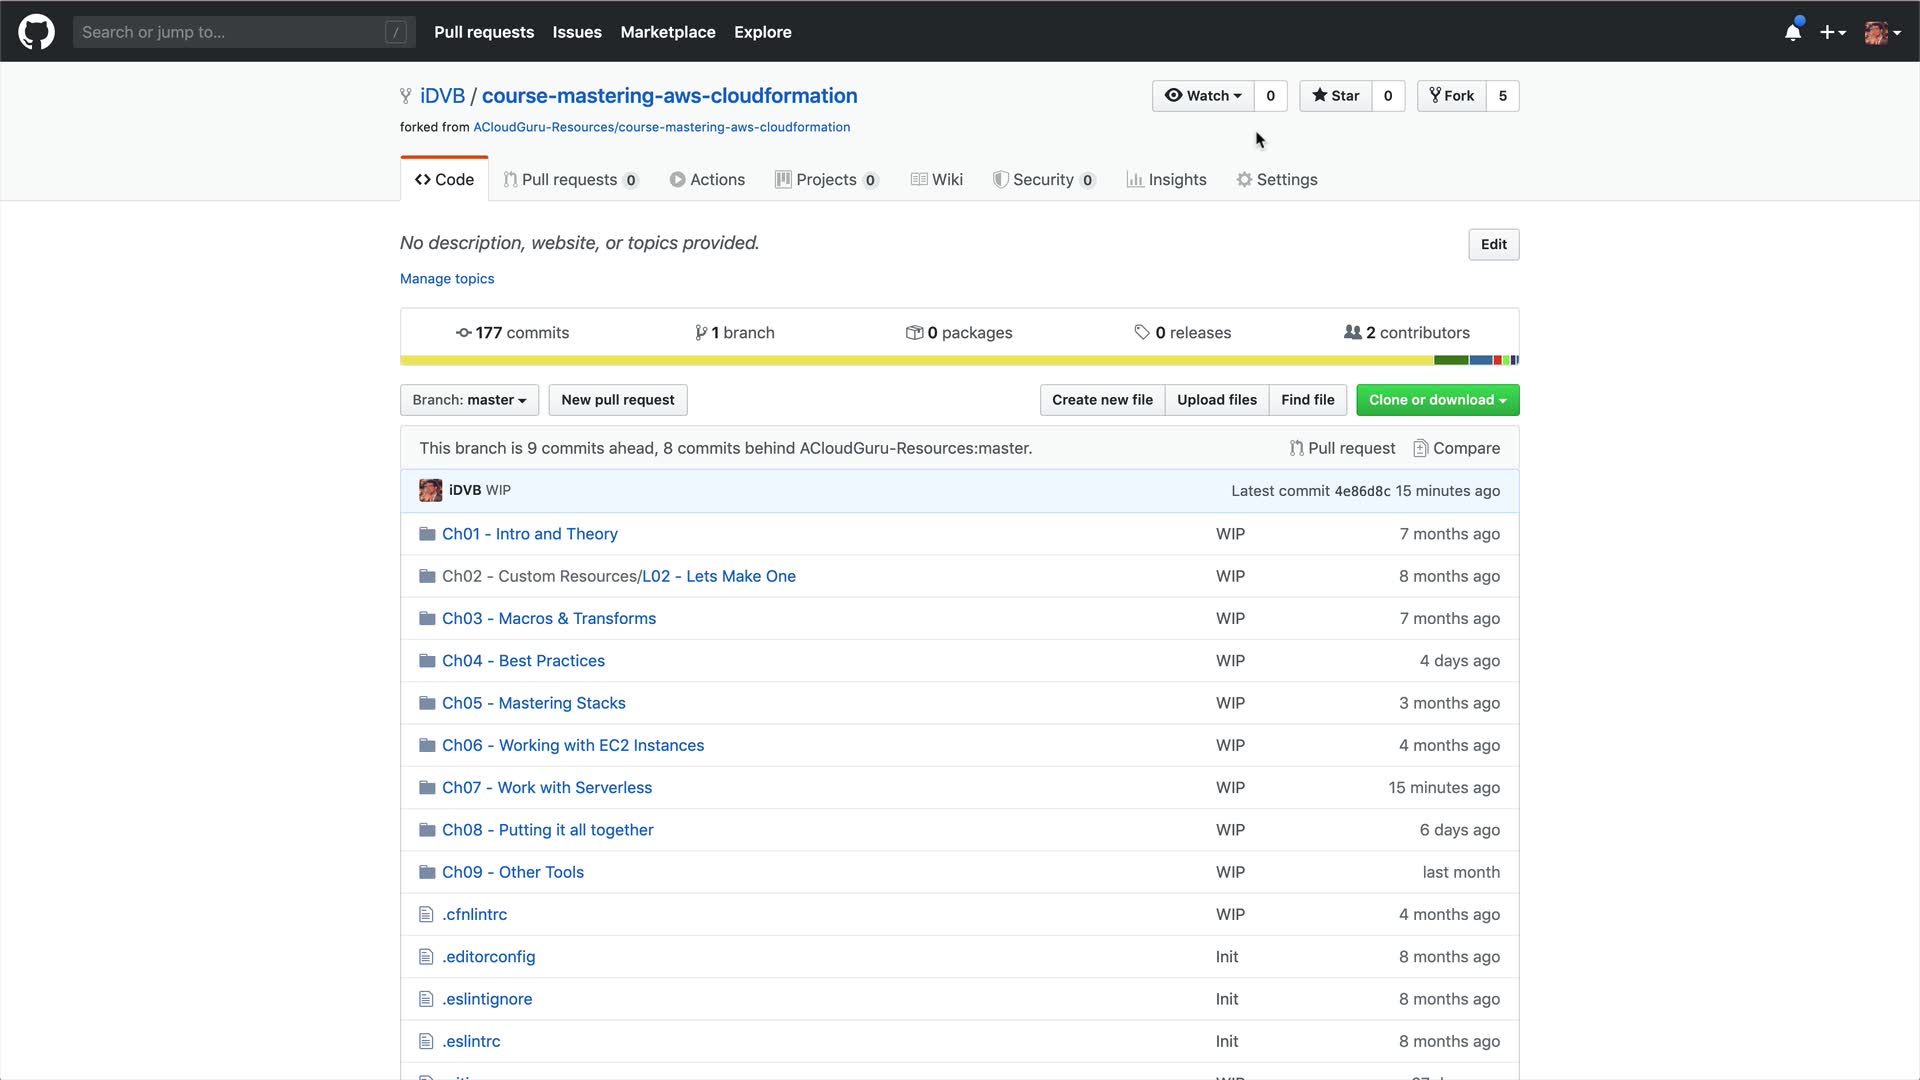 Search or jump to... /
Pull requests Issues Marketplace Explore
iDVB / course-mastering-aws-cloudformation
Watch 0 Star 0 Fork 5
forked from ACloudGuru-Resources/course-mastering-aws-cloudformation
Code Pull requests 0 Actions Projects 0 Wiki Security 0 Insights Settings
No description, website, or topics provided.
Edit
Manage topics
177 commits 1 branch 0 packages 0 releases 2 contributors
Branch: master New pull request Create new file Upload files Find file Clone or download
This branch is 9 commits ahead, 8 commits behind ACloudGuru-Resources:master. Pull request Compare
iDVB WIP Latest commit 4e86d8c 15 minutes ago
Ch01 - Intro and Theory WIP 7 months ago
Ch02 - Custom Resources/L02 - Lets Make One WIP 8 months ago
Ch03 - Macros & Transforms WIP 7 months ago
Ch04 - Best Practices WIP 4 days ago
Ch05 - Mastering Stacks WIP 3 months ago
Ch06 - Working with EC2 Instances WIP 4 months ago
Ch07 - Work with Serverless WIP 15 minutes ago
Ch08 - Putting it all together WIP 6 days ago
Ch09 - Other Tools WIP last month
.cfnlintrc WIP 4 months ago
.editorconfig Init 8 months ago
.eslintignore Init 8 months ago
.eslintrc Init 8 months ago